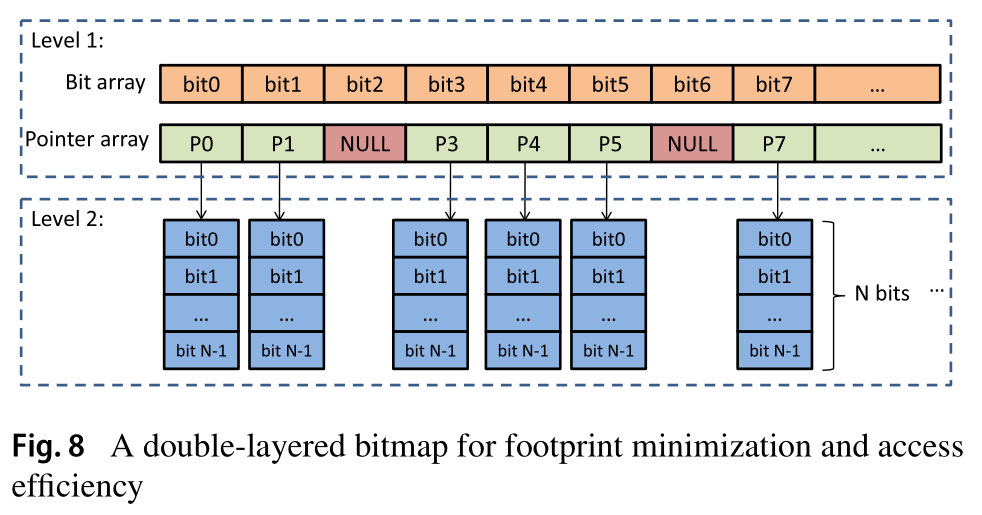 Level 1:
Bit array bit0 bit1 bit2 bit3 bit4 bit5 bit6 bit7 ...
Pointer array P0 P1 NULL P3 P4 P5 NULL P7 ...
Level 2:
bit0 bit0 bit0 bit0 bit0 bit0
bit1 bit1 bit1 bit1 bit1 bit1
... ... ... ... ... ... N bits ...
bit N-1 bit N-1 bit N-1 bit N-1 bit N-1 bit N-1
Fig. 8 A double-layered bitmap for footprint minimization and access
efficiency